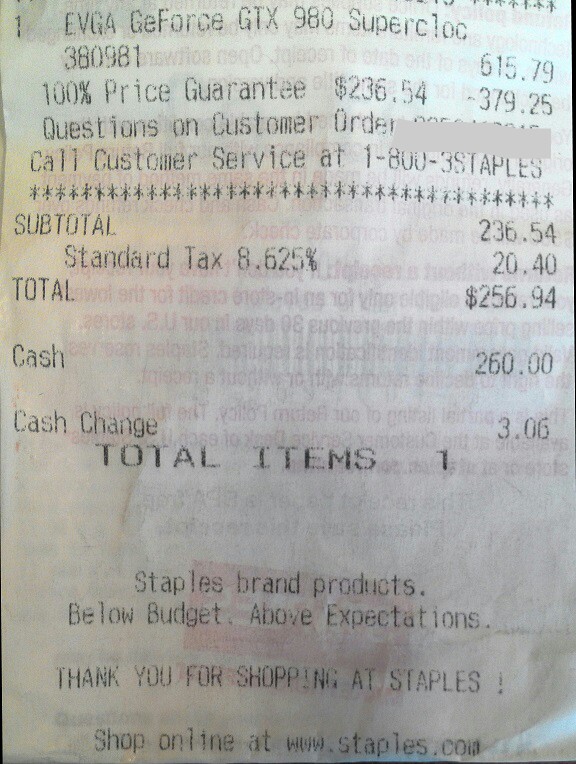 1 EVGA GeForce GTX 980 Supercloc
380981 615.79
100% Price Guarantee $236.54 -379.25
Questions on Customer Order
Call Customer Service at 1-800-3STAPLES
***************************************
SUBTOTAL 236.54
Standard Tax 8.625% 20.40
TOTAL $256.94
Cash 260.00
Cash Change 3.06
TOTAL ITEMS 1
Staples brand products.
Below Budget. Above Expectations.
THANK YOU FOR SHOPPING AT STAPLES !
Shop online at www.staples.com